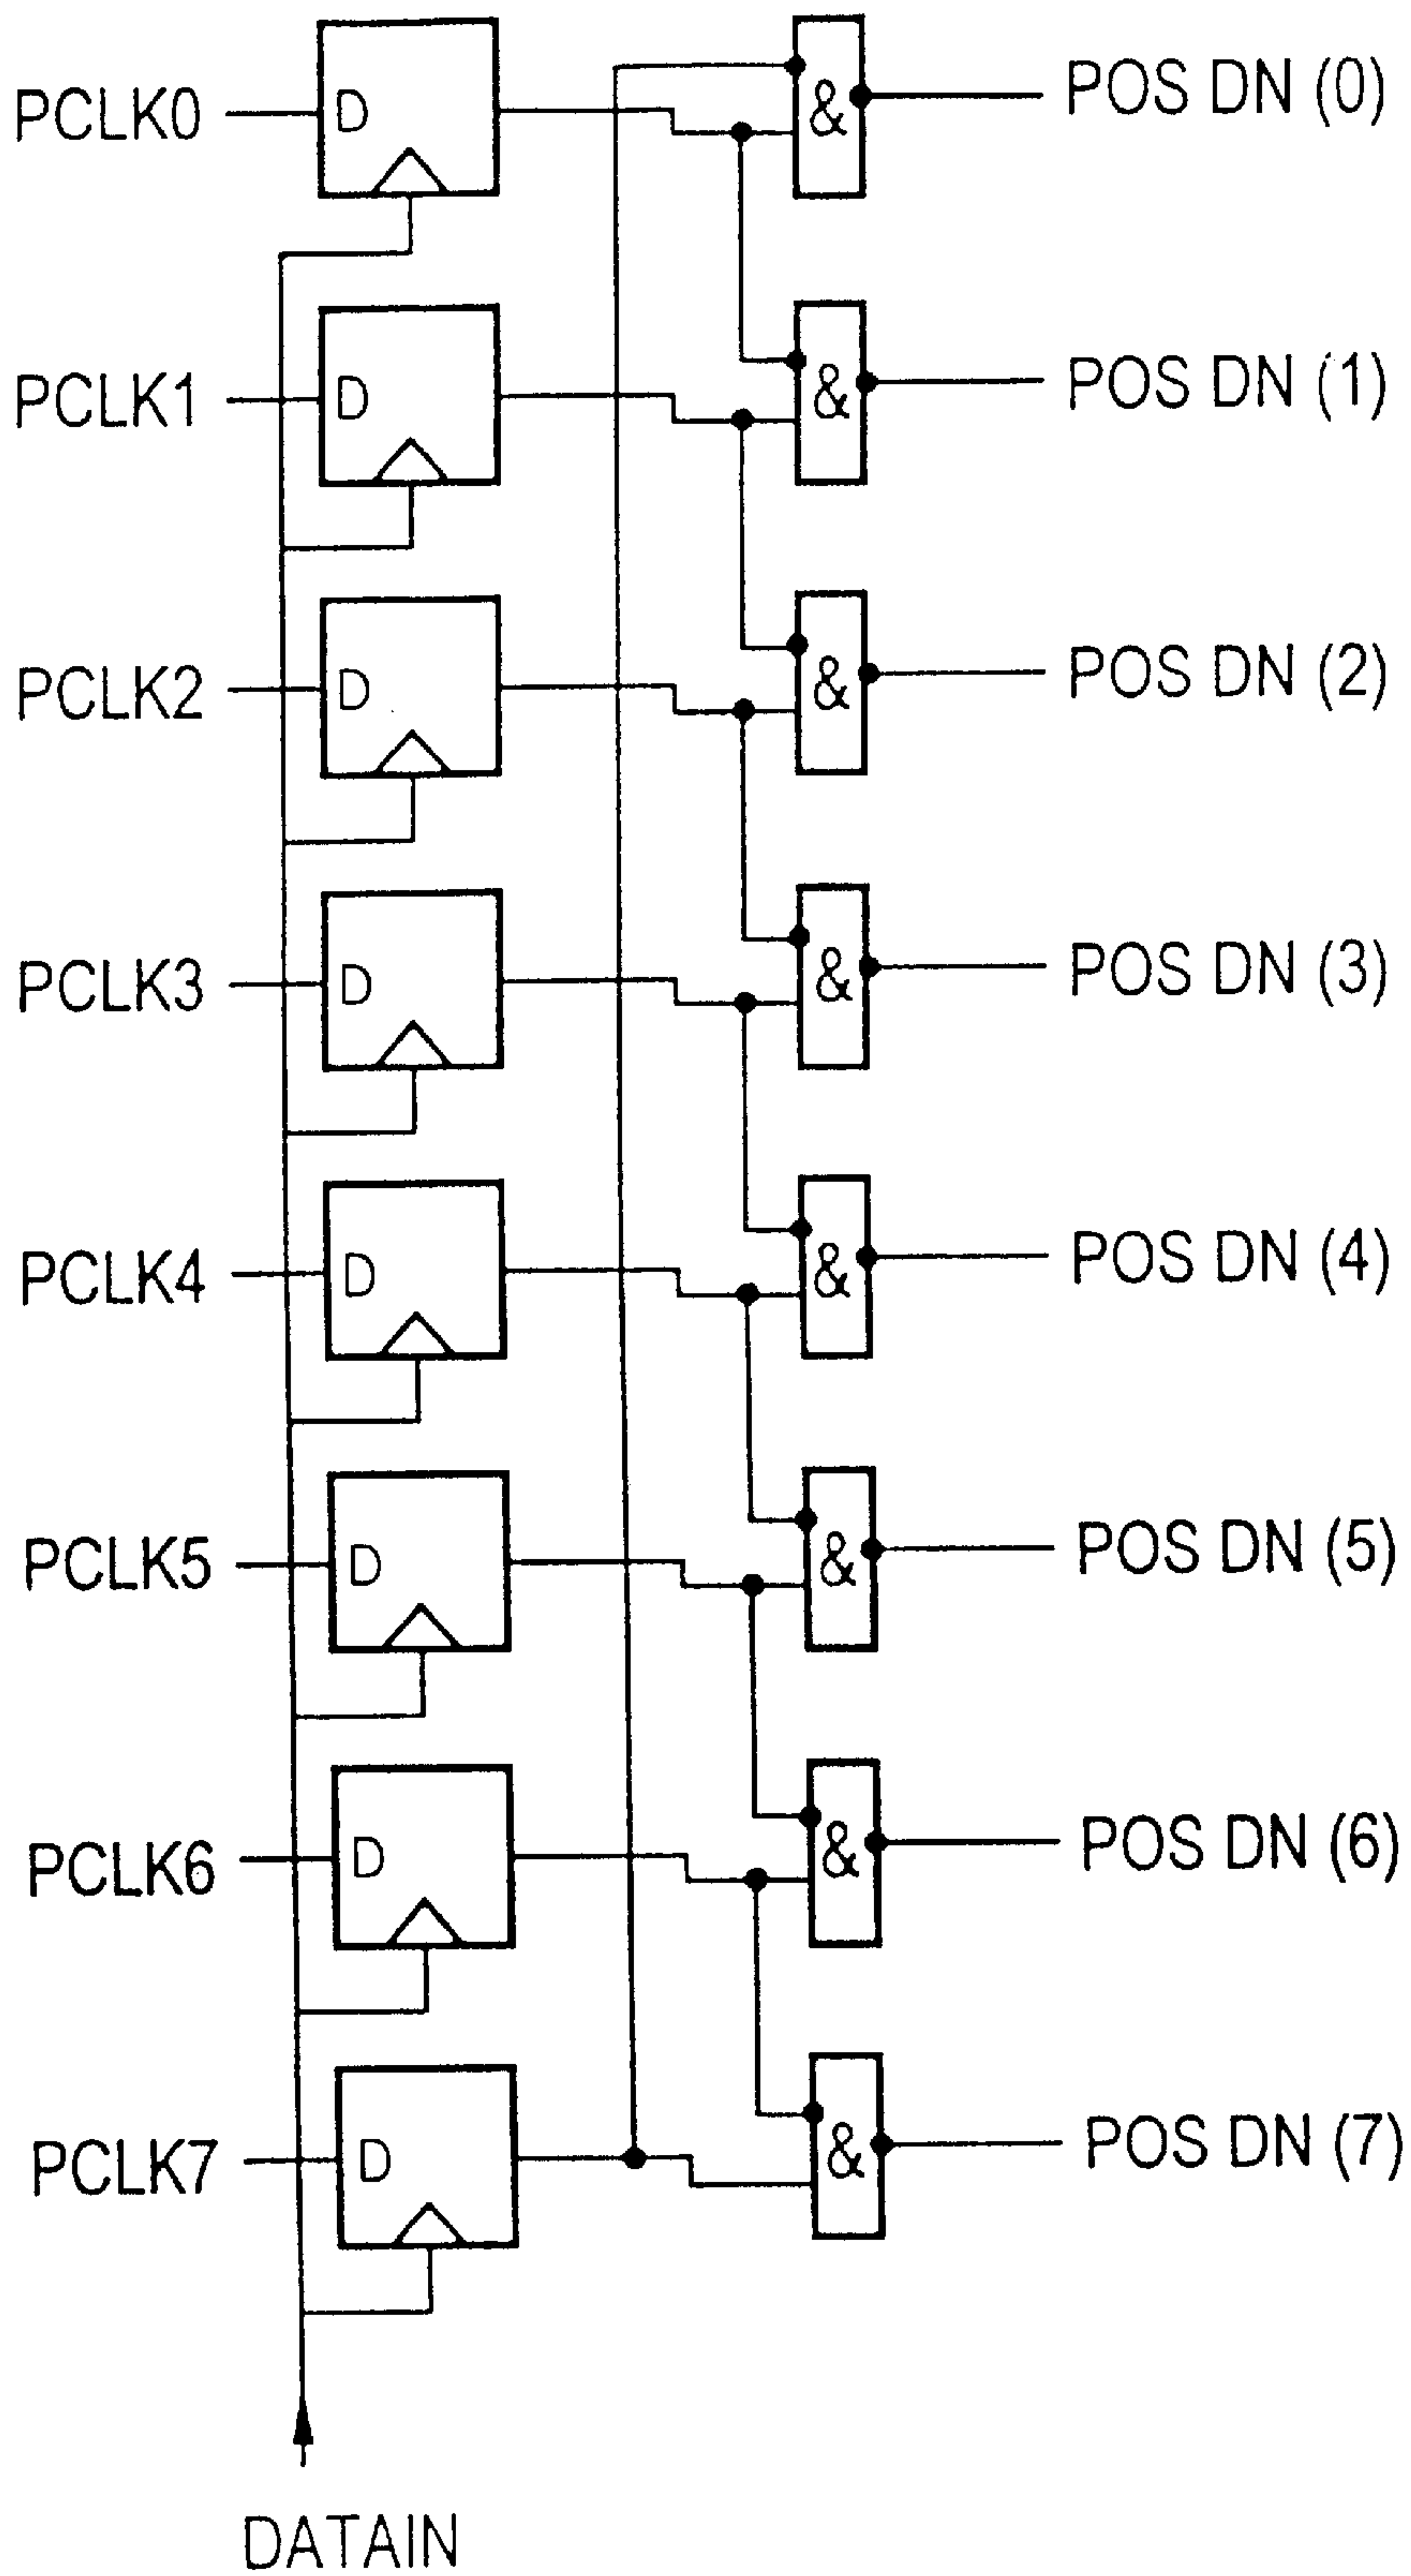 PCLK0 D & POS DN (0)
PCLK1 D & POS DN (1)
PCLK2 D & POS DN (2)
PCLK3 D & POS DN (3)
PCLK4 D & POS DN (4)
PCLK5 D & POS DN (5)
PCLK6 D & POS DN (6)
PCLK7 D & POS DN (7)
DATAIN